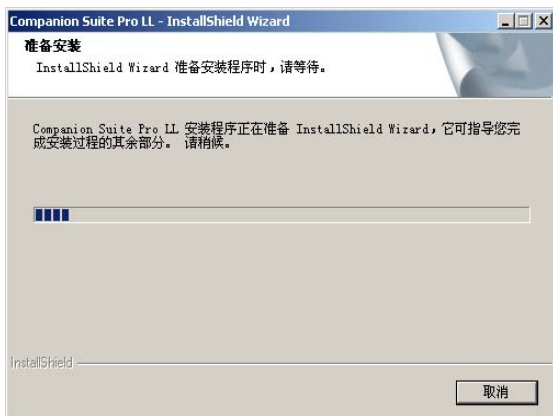 Companion Suite Pro LL - InstallShield Wizard
准备安装
InstallShield Wizard 准备安装程序时，请等待。
Companion Suite Pro LL 安装程序正在准备 InstallShield Wizard，它可指导您完
成安装过程的其余部分。 请稍候。
InstallShield
取消